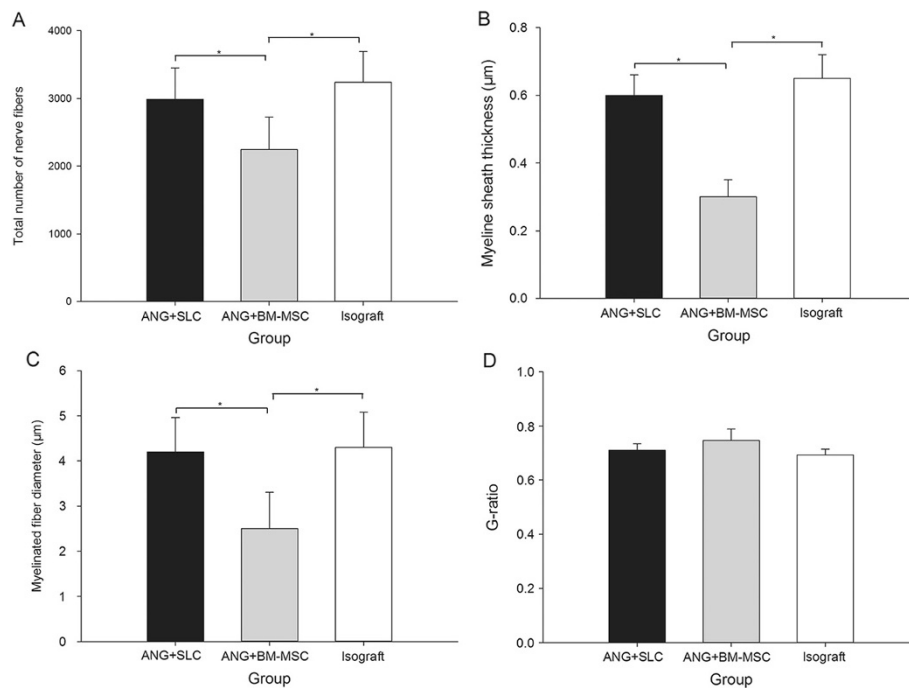 A
Total number of nerve fibers
4000
3000
2000
1000
0
*
*
ANG+SLC ANG+BM-MSC Isograft
Group
B
Myeline sheath thickness (μm)
0.8
0.6
0.4
0.2
0.0
*
*
ANG+SLC ANG+BM-MSC Isograft
Group
C
Myelinated fiber diameter (μm)
6
5
4
3
2
1
0
*
*
ANG+SLC ANG+BM-MSC Isograft
Group
D
G-ratio
1.0
0.8
0.6
0.4
0.2
0.0
ANG+SLC ANG+BM-MSC Isograft
Group